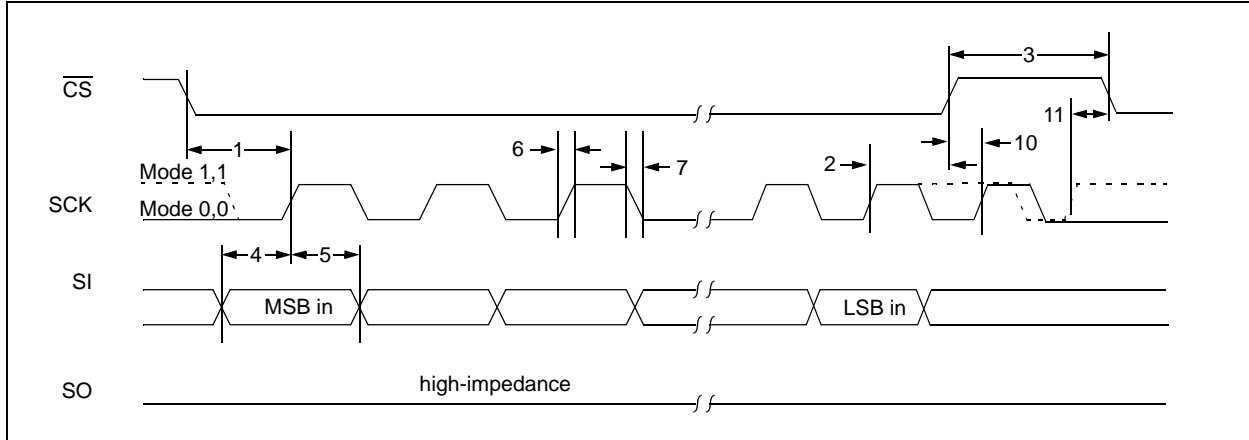 3
CS
11
1
6
7
2
10
Mode 1,1
SCK
Mode 0,0
4
5
SI
MSB in
LSB in
high-impedance
SO